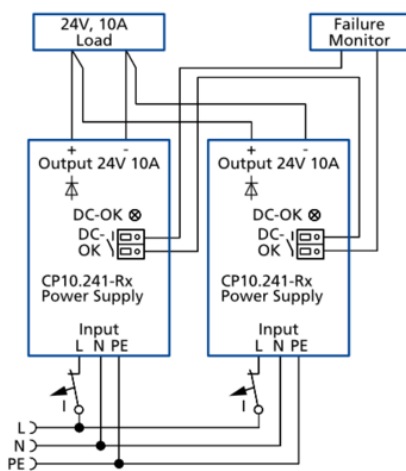 24V, 10A
Load
Failure
Monitor
+ -
Output 24V 10A
DC-OK
DC-
OK
CP10.241-Rx
Power Supply
Input
L N PE
I
+ -
Output 24V 10A
DC-OK
DC-
OK
CP10.241-Rx
Power Supply
Input
L N PE
I
L
N
PE